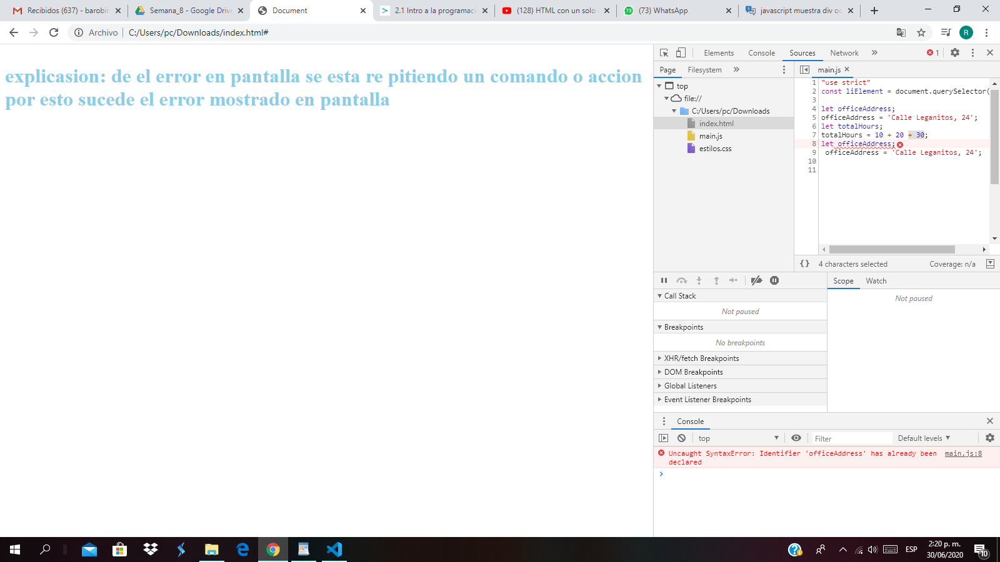 Recibidos (637) - barobin
Semana_8 - Google Drive
Document
2.1 Intro a la programaci
(128) HTML con un solo
(73) WhatsApp
javascript muestra div oc
Archivo
C:/Users/pc/Downloads/index.html#
R
explicasion: de el error en pantalla se esta re pitiendo un comando o accion
por esto sucede el error mostrado en pantalla
Elements Console Sources Network » 1
Page Filesystem »
main.js
top
file://
C:/Users/pc/Downloads
index.html
main.js
estilos.css
1 "use strict"
2 const liElement = document.querySelector(
3
4 let officeAddress;
5 officeAddress = 'Calle Leganitos, 24';
6 let totalHours;
7 totalHours = 10 + 20 + 30;
8 let officeAddress;
9 officeAddress = 'Calle Leganitos, 24';
10
11
{} 4 characters selected Coverage: n/a
Scope Watch
Call Stack
Not paused
Not paused
Breakpoints
No breakpoints
XHR/fetch Breakpoints
DOM Breakpoints
Global Listeners
Event Listener Breakpoints
Console
top Filter Default levels
Uncaught SyntaxError: Identifier 'officeAddress' has already been main.js:8
declared
ESP
2:20 p. m.
30/06/2020
10